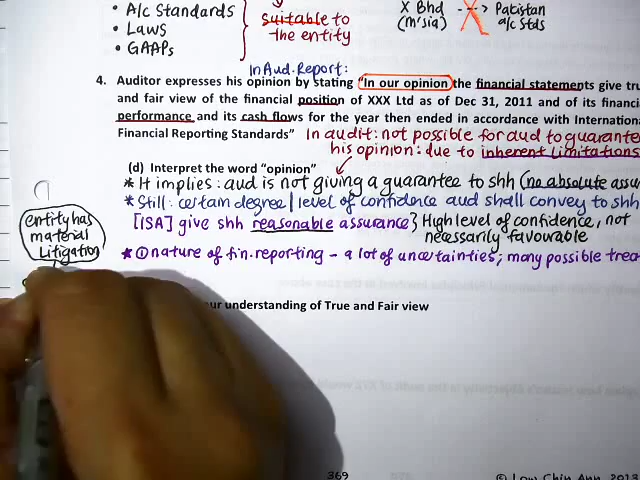 • A/c Standards
• Laws
• GAAPs
suitable to
the entity
X Bhd
(m'sia)
Pakistan
a/c Stds
In Aud. Report:
4. Auditor expresses his opinion by stating "In our opinion the financial statements give tru
and fair view of the financial position of XXX Ltd as of Dec 31, 2011 and of its financi
performance and its cash flows for the year then ended in accordance with Internation
Financial Reporting Standards" In audit: not possible for aud to guarante
his opinion: due to inherent limitations
(d) Interpret the word "opinion"
* It implies: aud is not giving a guarantee to shh (no absolute assu
* Still: certain degree / level of confidence aud shall convey to shh
[ISA] give shh reasonable assurance} High level of confidence, not
necessarily favourable
entity has
material
Litigation
* ① nature of fin. reporting - a lot of uncertainties; many possible trea
ur understanding of True and Fair view
369
© Low Chin Ann 2013